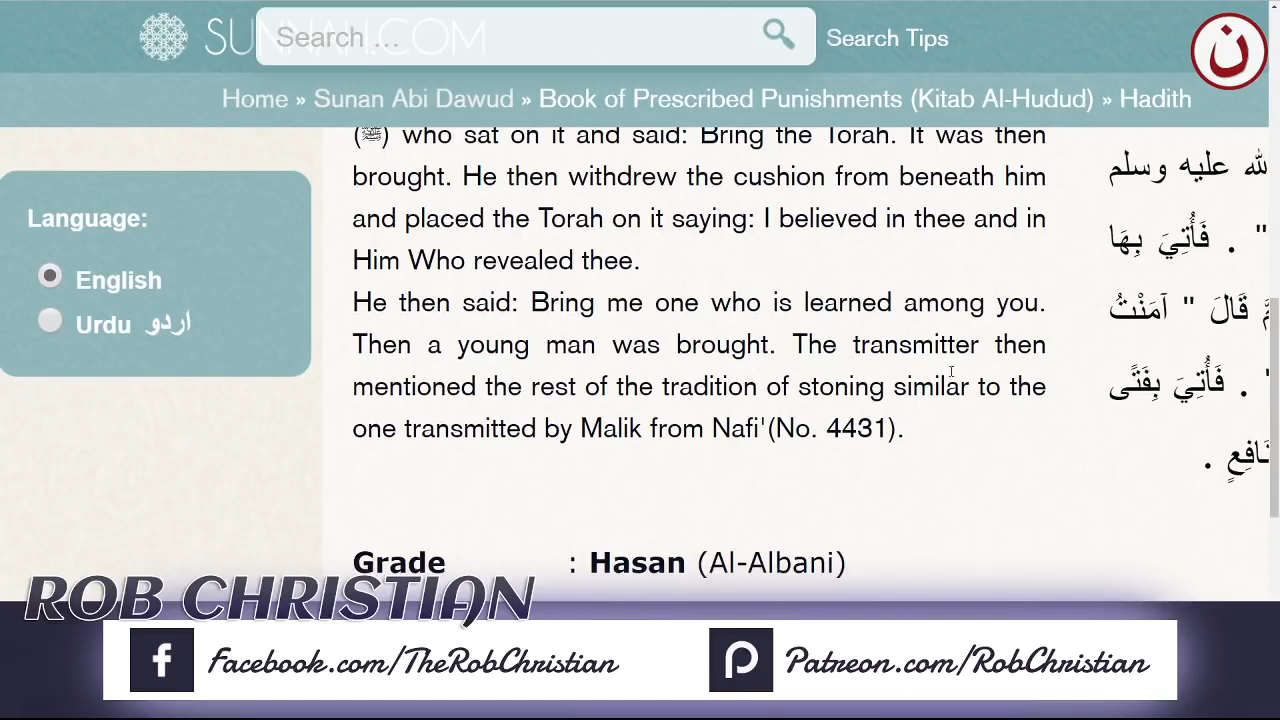 SUNNAH.COM
Search ...
Search Tips
ن
Home » Sunan Abi Dawud » Book of Prescribed Punishments (Kitab Al-Hudud) » Hadith
Language:
English
Urdu اردو
(ﷺ) who sat on it and said: Bring the Torah. It was then
brought. He then withdrew the cushion from beneath him
and placed the Torah on it saying: I believed in thee and in
Him Who revealed thee.
He then said: Bring me one who is learned among you.
Then a young man was brought. The transmitter then
mentioned the rest of the tradition of stoning similar to the
one transmitted by Malik from Nafi'(No. 4431).
Grade : Hasan (Al-Albani)
لله عليه وسلم
" . فَأُتِيَ بِهَا
قَالَ " آمَنْتُ
" . فَأُتِيَ بِفَتًى
نَافِعٍ .
ROB CHRISTIAN
Facebook.com/TheRobChristian
Patreon.com/RobChristian